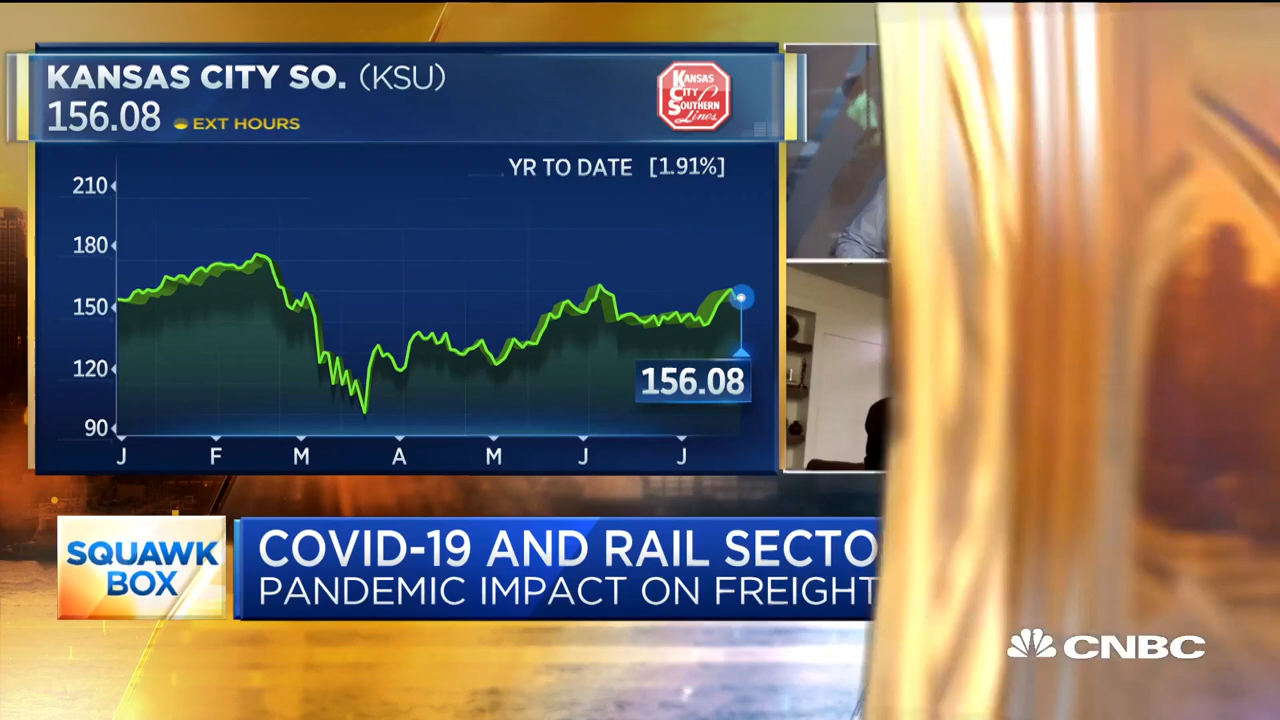 KANSAS CITY SO. (KSU)
156.08 EXT HOURS
KANSAS
CITY
SOUTHERN
Lines
YR TO DATE [1.91%]
210
180
150
120
90
156.08
J F M A M J J
SQUAWK
BOX
COVID-19 AND RAIL SECTO
PANDEMIC IMPACT ON FREIGHT
CNBC